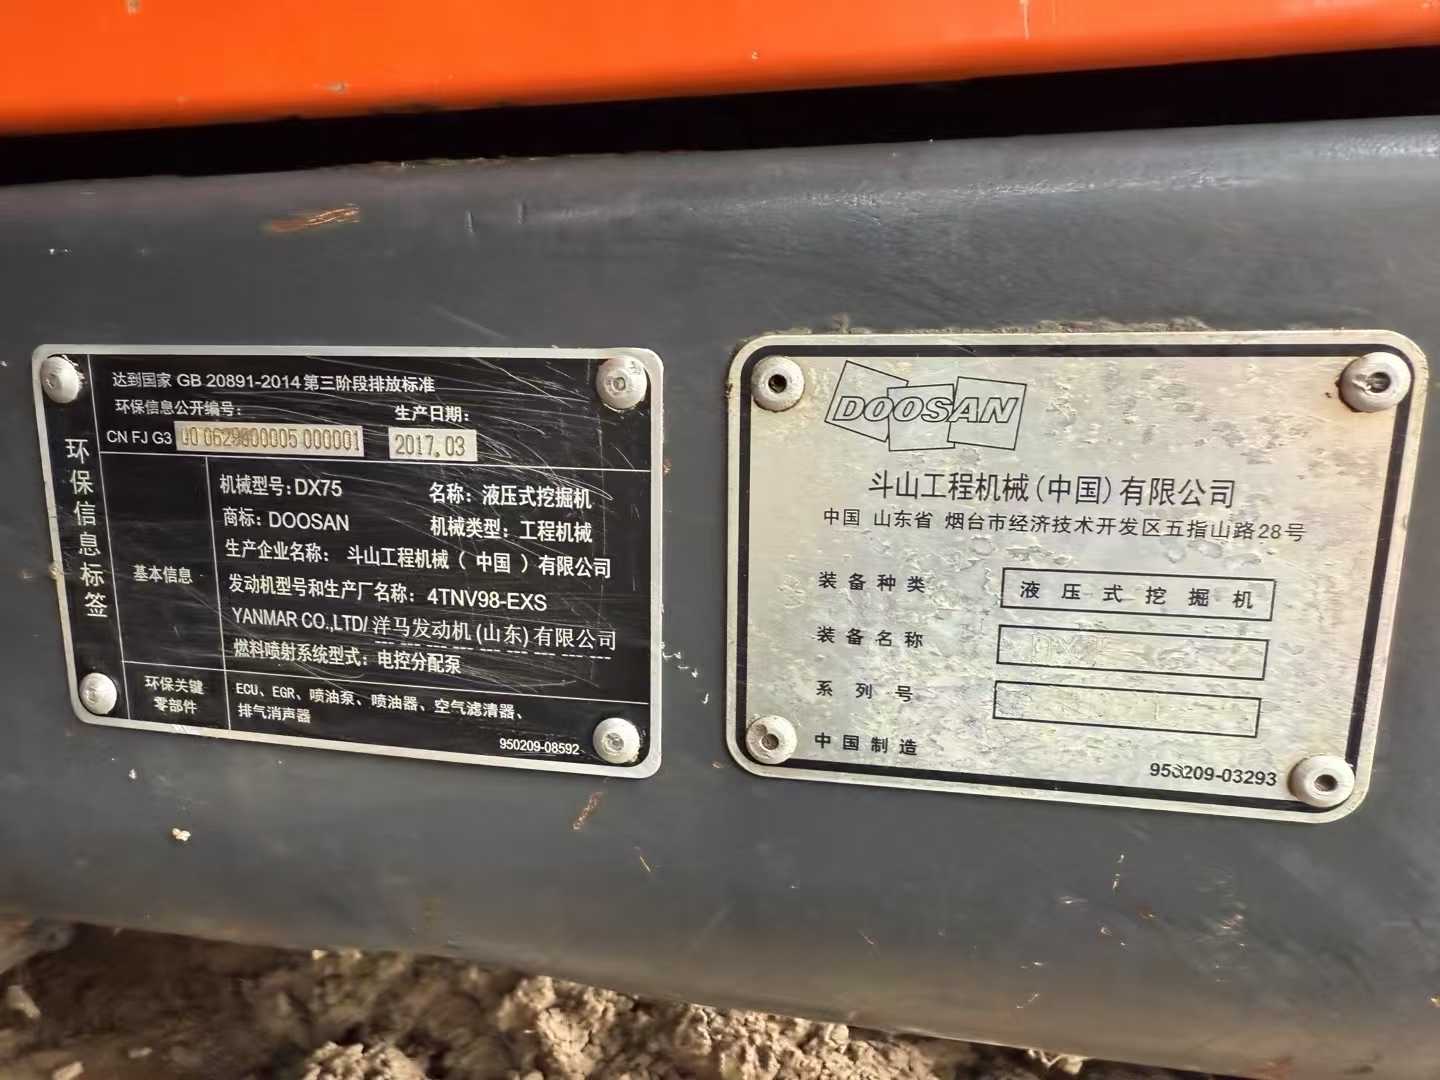 环保信息标签
达到国家 GB 20891-2014 第三阶段排放标准
环保信息公开编号:
生产日期:
CN FJ G3
000001
2017.03
基本信息
机械型号: DX75
名称: 液压式挖掘机
商标: DOOSAN
机械类型: 工程机械
生产企业名称: 斗山工程机械 ( 中国 ) 有限公司
发动机型号和生产厂名称: 4TNV98-EXS
YANMAR CO.,LTD/ 洋马发动机 (山东) 有限公司
燃料喷射系统型式: 电控分配泵
环保关键
零部件
ECU、EGR、喷油泵、喷油器、空气滤清器、
排气消声器
950209-08592
DOOSAN
斗山工程机械 (中国) 有限公司
中国 山东省 烟台市经济技术开发区五指山路28号
装备种类
液压式挖掘机
装备名称
系列号
中国制造
950209-03293